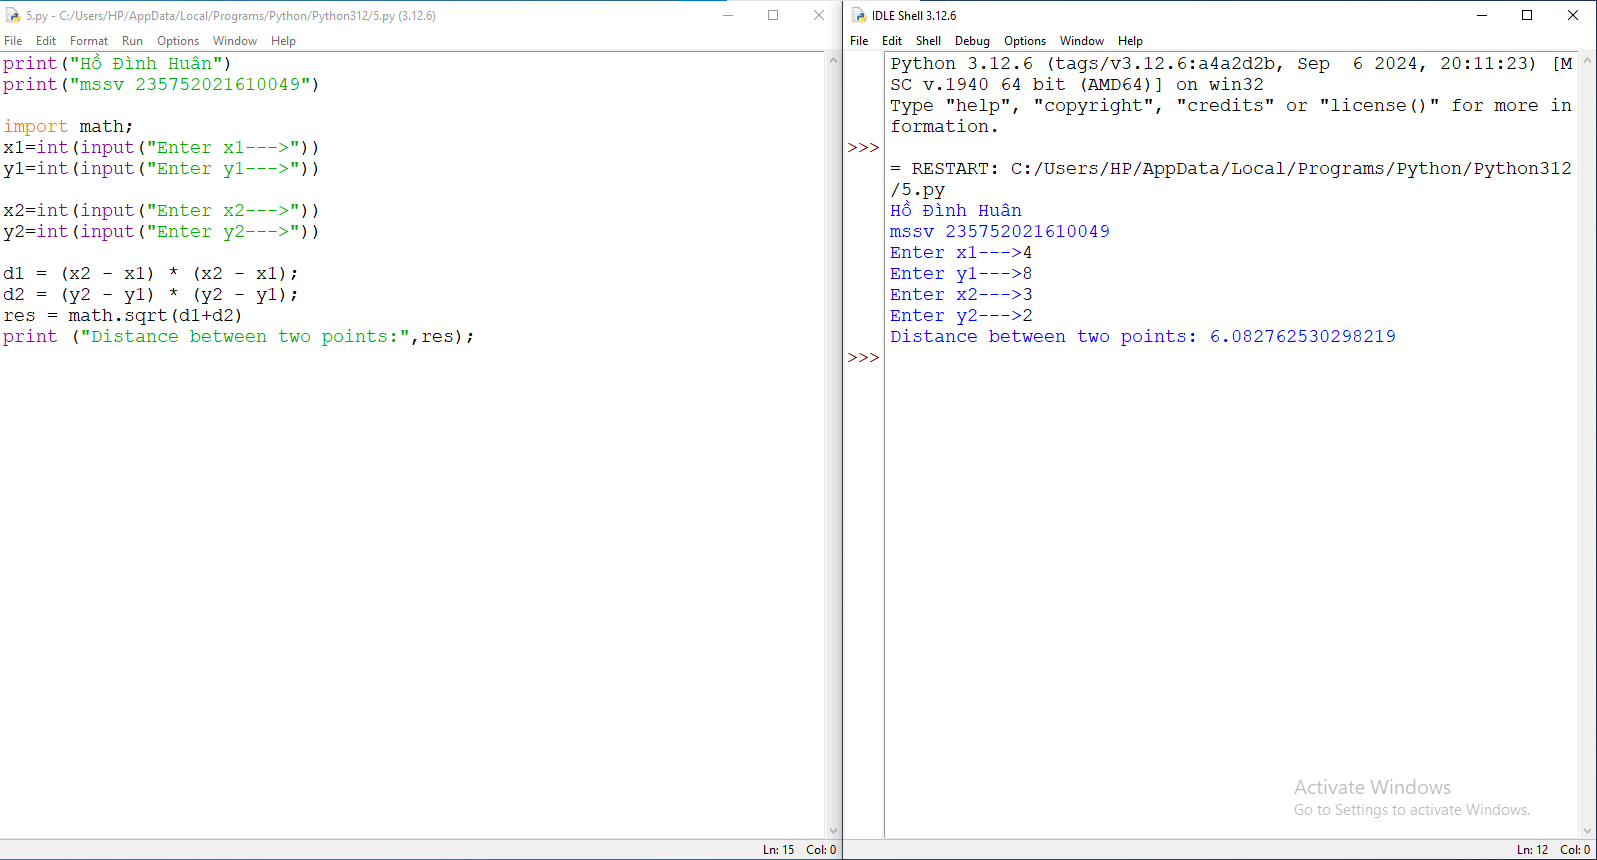 5.py - C:/Users/HP/AppData/Local/Programs/Python/Python312/5.py (3.12.6)
File Edit Format Run Options Window Help
print("Hồ Đình Huân")
print("mssv 235752021610049")
import math;
x1=int(input("Enter x1--->"))
y1=int(input("Enter y1--->"))
x2=int(input("Enter x2--->"))
y2=int(input("Enter y2--->"))
d1 = (x2 - x1) * (x2 - x1);
d2 = (y2 - y1) * (y2 - y1);
res = math.sqrt(d1+d2)
print ("Distance between two points:",res);
Ln: 15 Col: 0
IDLE Shell 3.12.6
File Edit Shell Debug Options Window Help
Python 3.12.6 (tags/v3.12.6:a4a2d2b, Sep  6 2024, 20:11:23) [M
SC v.1940 64 bit (AMD64)] on win32
Type "help", "copyright", "credits" or "license()" for more in
formation.
>>>
= RESTART: C:/Users/HP/AppData/Local/Programs/Python/Python312
/5.py
Hồ Đình Huân
mssv 235752021610049
Enter x1--->4
Enter y1--->8
Enter x2--->3
Enter y2--->2
Distance between two points: 6.082762530298219
>>>
Activate Windows
Go to Settings to activate Windows.
Ln: 12 Col: 0